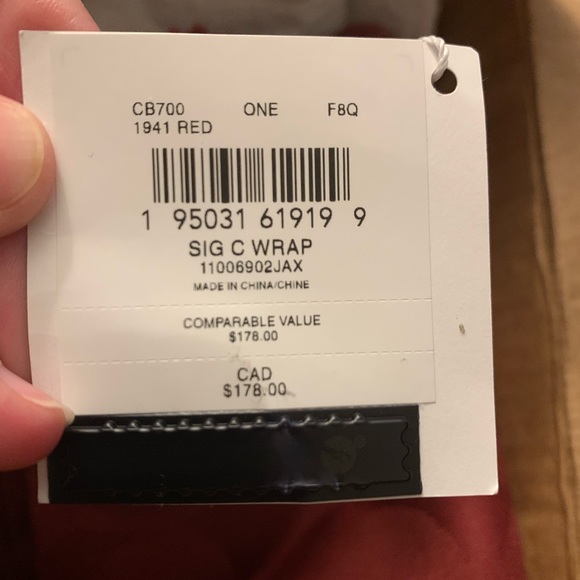 CB700 ONE F8Q
1941 RED
1 95031 61919 9
SIG C WRAP
11006902JAX
MADE IN CHINA/CHINE
COMPARABLE VALUE
$178.00
CAD
$178.00